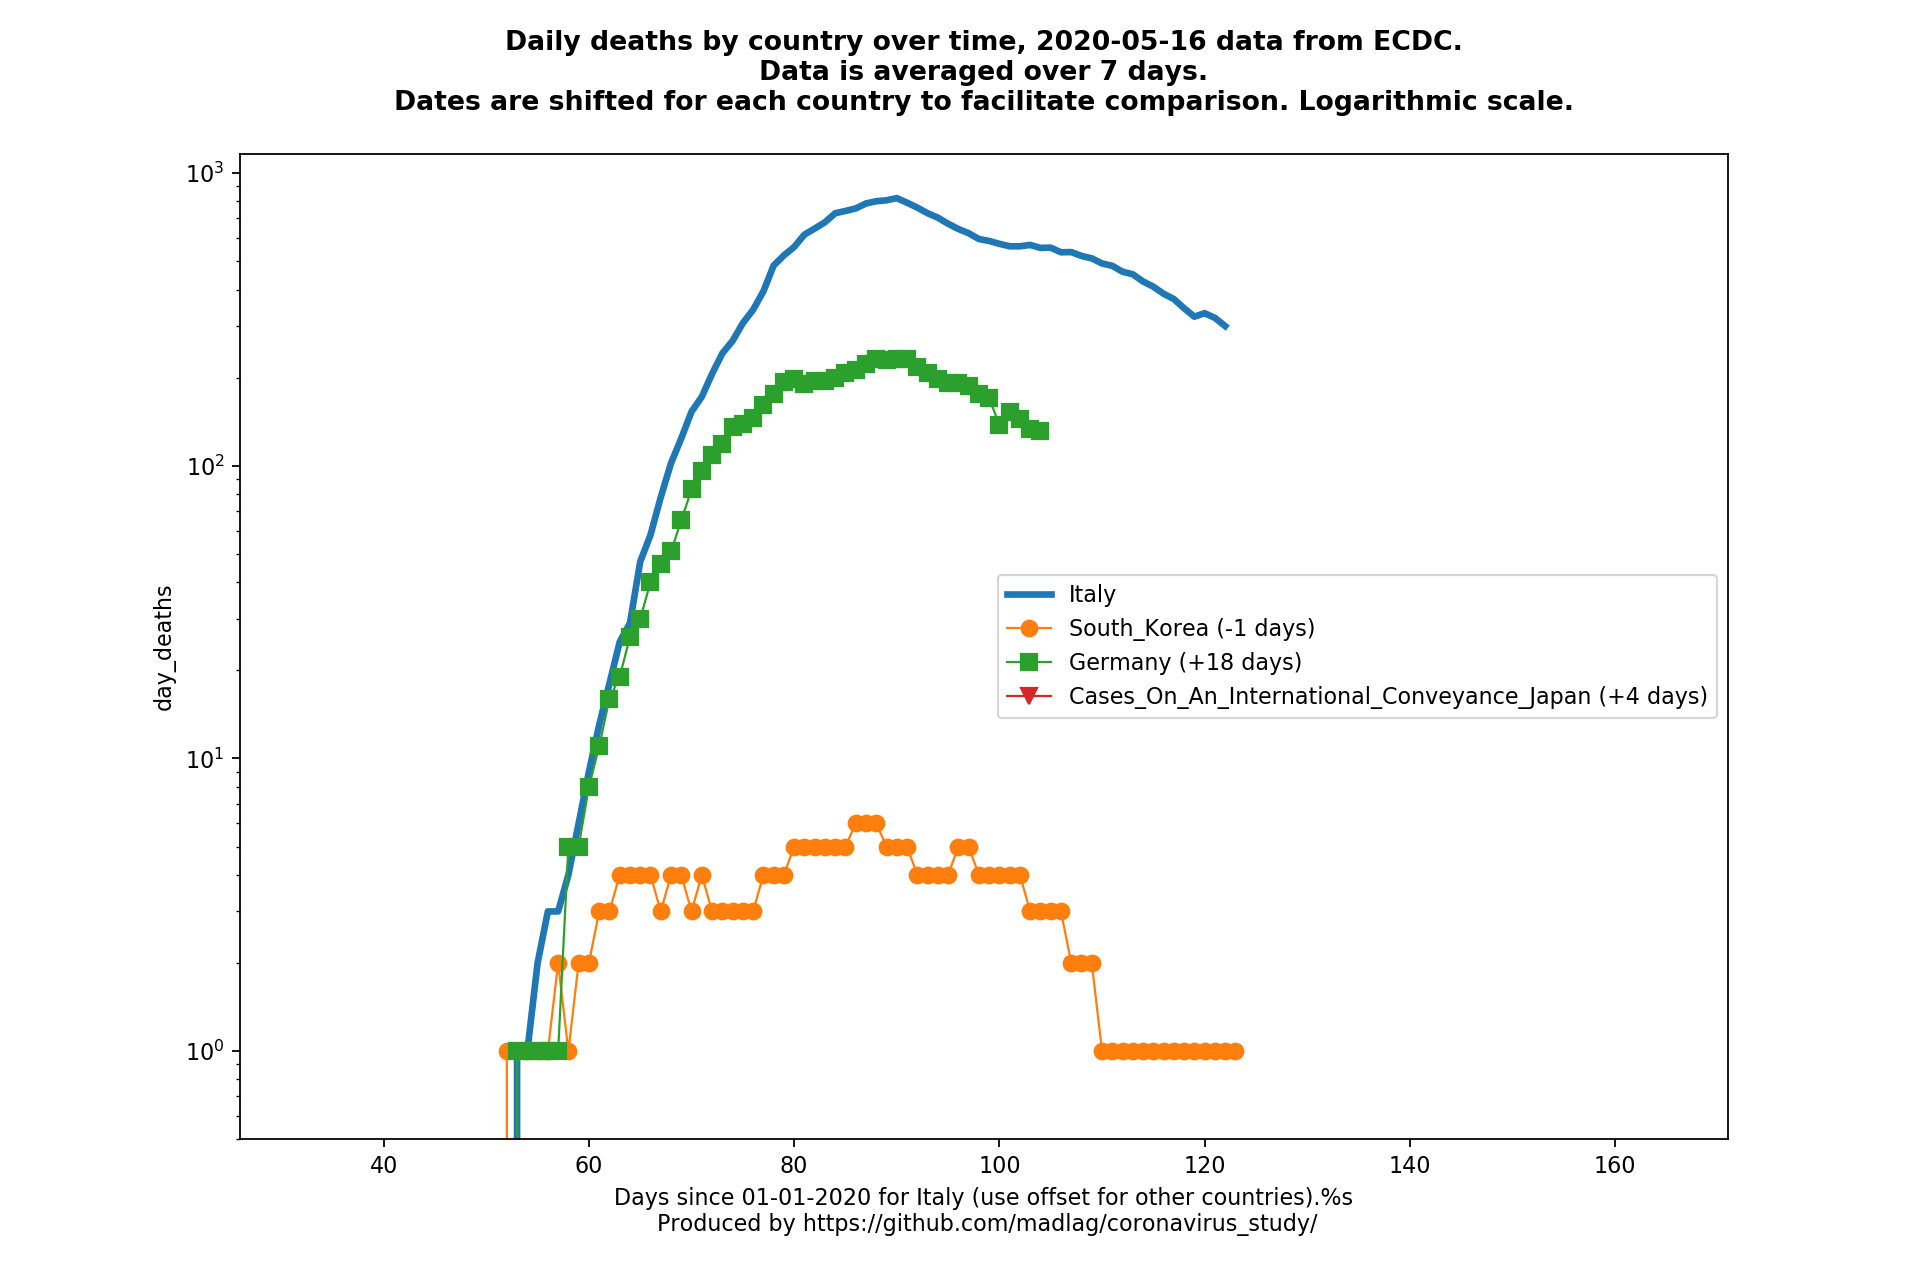 Daily deaths by country over time, 2020-05-16 data from ECDC.
Data is averaged over 7 days.
Dates are shifted for each country to facilitate comparison. Logarithmic scale.
10³
10²
10¹
10⁰
day_deaths
Italy
South_Korea (-1 days)
Germany (+18 days)
Cases_On_An_International_Conveyance_Japan (+4 days)
40 60 80 100 120 140 160
Days since 01-01-2020 for Italy (use offset for other countries).%s
Produced by https://github.com/madlag/coronavirus_study/